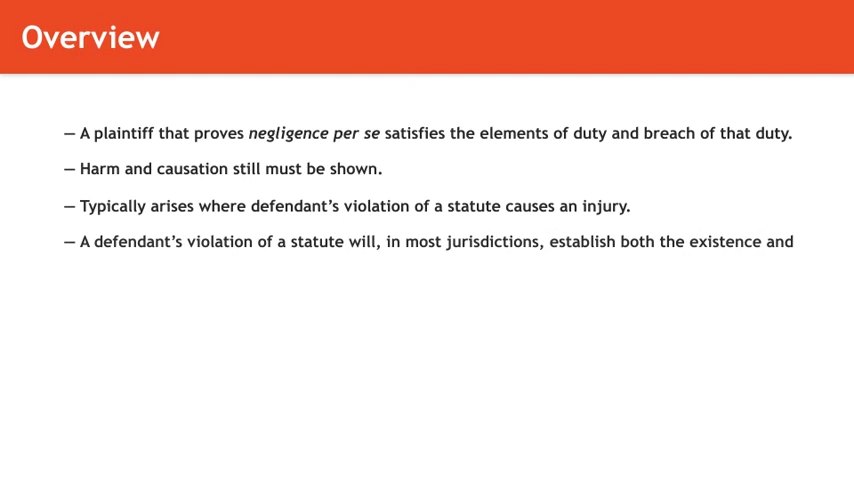 Overview
— A plaintiff that proves negligence per se satisfies the elements of duty and breach of that duty.
— Harm and causation still must be shown.
— Typically arises where defendant’s violation of a statute causes an injury.
— A defendant’s violation of a statute will, in most jurisdictions, establish both the existence and